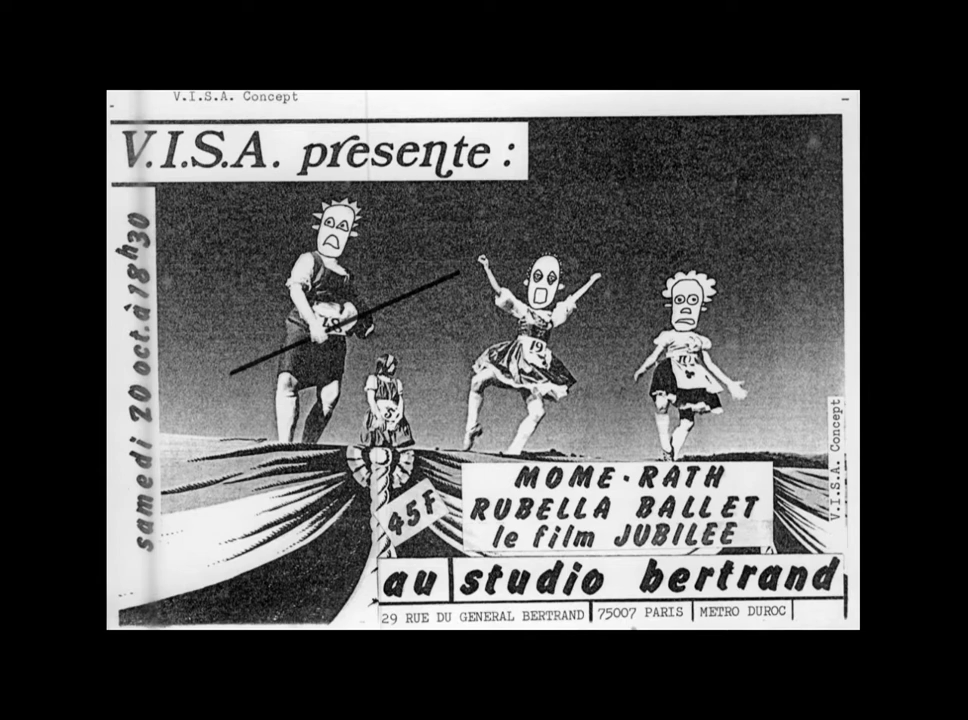 V.I.S.A. Concept
V.I.S.A. presente :
samedi 20 oct. à 18h30
19
45F
MOME-RATH
RUBELLA BALLET
le film JUBILEE
V.I.S.A. Concept
au studio bertrand
29 RUE DU GENERAL BERTRAND 75007 PARIS METRO DUROC